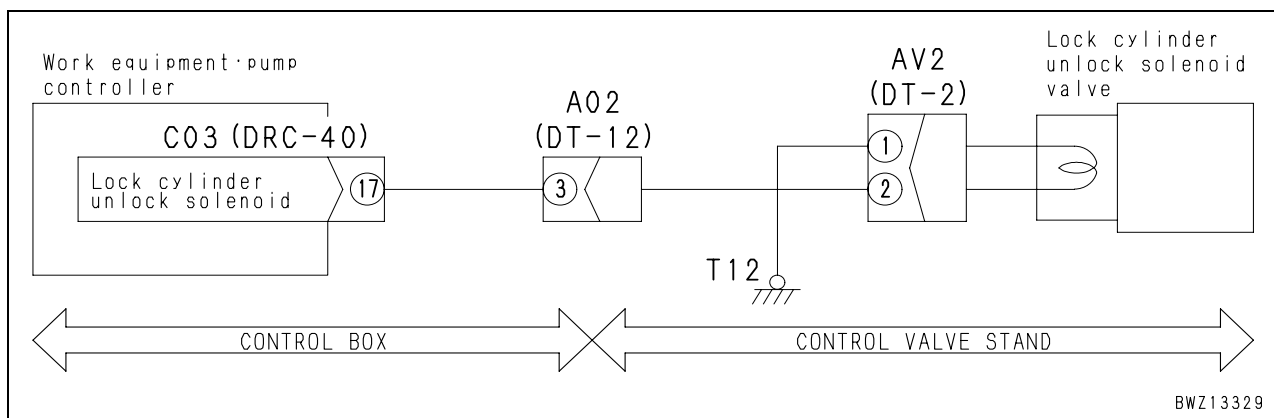 Work equipment·pump
controller
C03 (DRC-40)
Lock cylinder
unlock solenoid
17
A02
(DT-12)
3
AV2
(DT-2)
1
2
Lock cylinder
unlock solenoid
valve
T12
CONTROL BOX
CONTROL VALVE STAND
BWZ13329